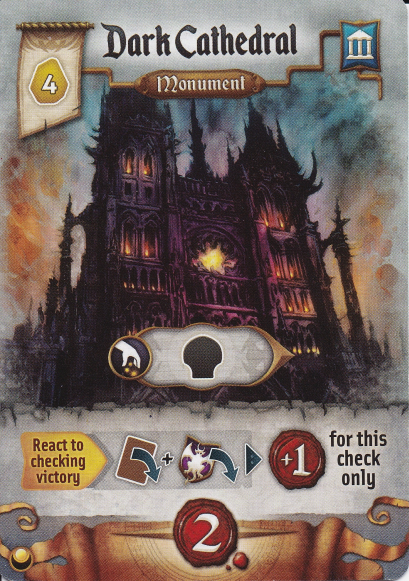 Dark Cathedral
4
Monument
React to
checking
victory
+
+1
for this
check
only
2